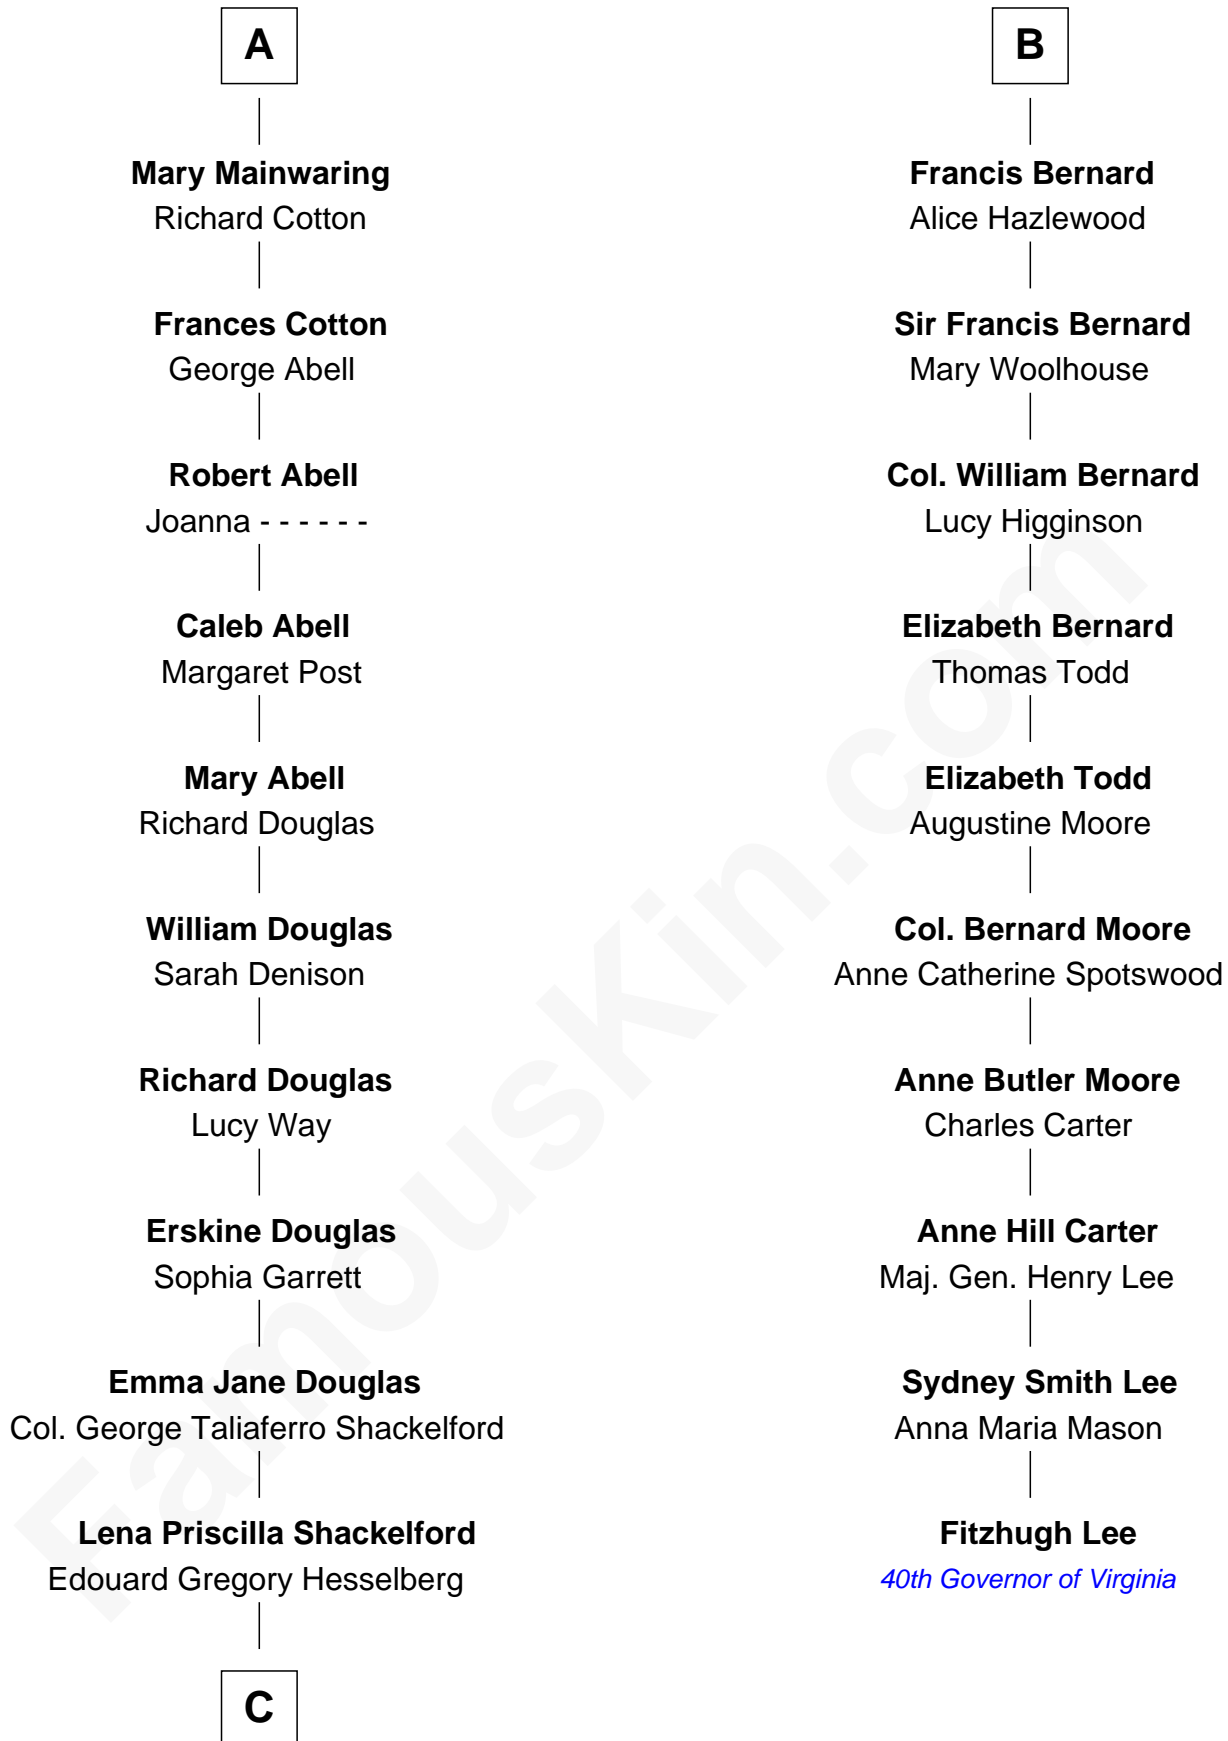 A
Mary Mainwaring
Richard Cotton
Frances Cotton
George Abell
Robert Abell
Joanna - - - - - -
Caleb Abell
Margaret Post
Mary Abell
Richard Douglas
William Douglas
Sarah Denison
Richard Douglas
Lucy Way
Erskine Douglas
Sophia Garrett
Emma Jane Douglas
Col. George Taliaferro Shackelford
Lena Priscilla Shackelford
Edouard Gregory Hesselberg
C
B
Francis Bernard
Alice Hazlewood
Sir Francis Bernard
Mary Woolhouse
Col. William Bernard
Lucy Higginson
Elizabeth Bernard
Thomas Todd
Elizabeth Todd
Augustine Moore
Col. Bernard Moore
Anne Catherine Spotswood
Anne Butler Moore
Charles Carter
Anne Hill Carter
Maj. Gen. Henry Lee
Sydney Smith Lee
Anna Maria Mason
Fitzhugh Lee
40th Governor of Virginia
FamousKin.com